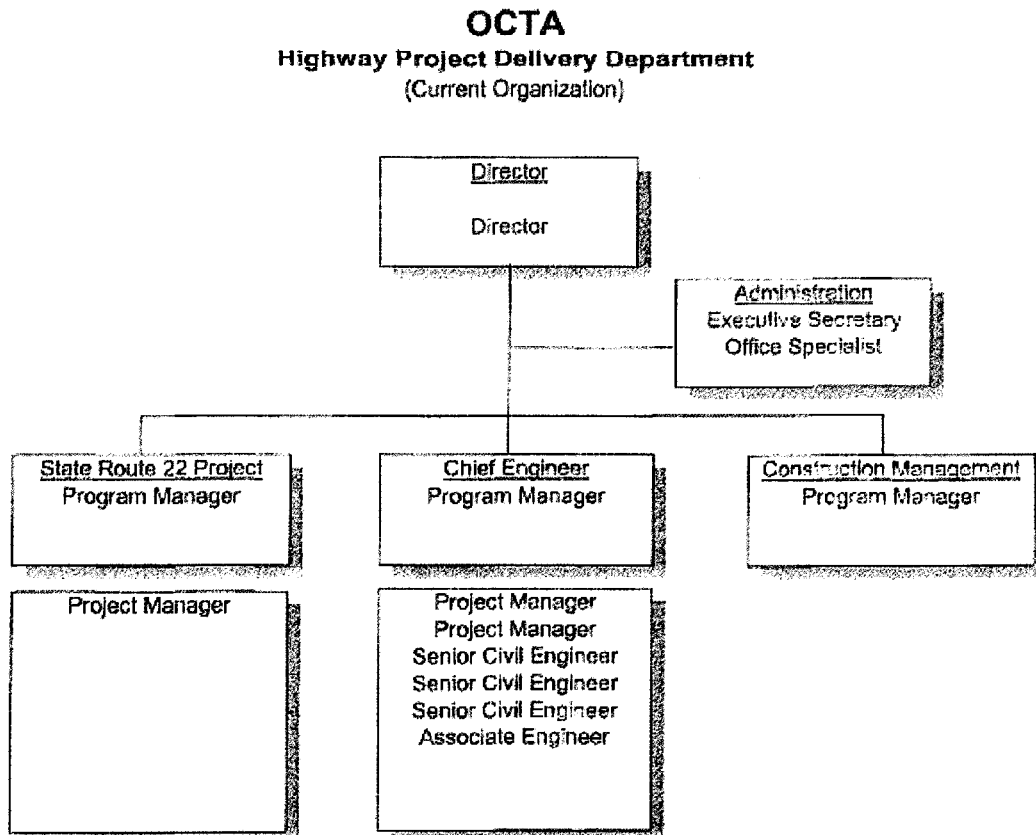 OCTA
Highway Project Delivery Department
(Current Organization)
Director
Director
Administration
Executive Secretary
Office Specialist
State Route 22 Project
Program Manager
Chief Engineer
Program Manager
Construction Management
Program Manager
Project Manager
Project Manager
Project Manager
Senior Civil Engineer
Senior Civil Engineer
Senior Civil Engineer
Associate Engineer